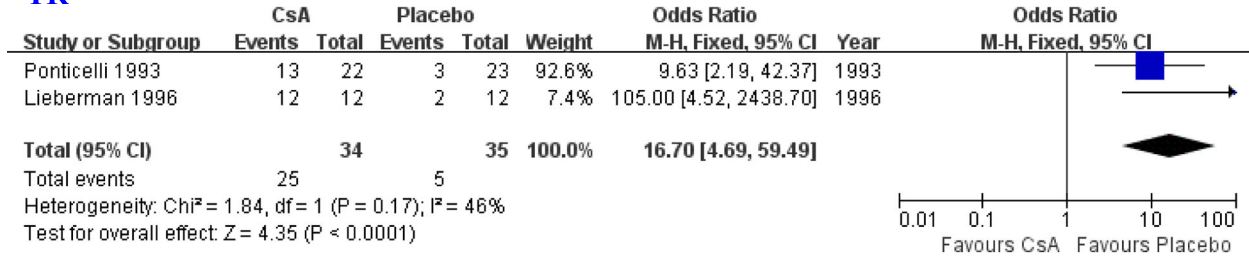 TR
CsA Placebo Odds Ratio Odds Ratio
Study or Subgroup Events Total Events Total Weight M-H, Fixed, 95% CI Year M-H, Fixed, 95% CI
Ponticelli 1993 13 22 3 23 92.6% 9.63 [2.19, 42.37] 1993
Lieberman 1996 12 12 2 12 7.4% 105.00 [4.52, 2438.70] 1996
Total (95% CI) 34 35 100.0% 16.70 [4.69, 59.49]
Total events 25 5
Heterogeneity: Chi² = 1.84, df = 1 (P = 0.17); I² = 46%
Test for overall effect: Z = 4.35 (P < 0.0001)
0.01 0.1 1 10 100
Favours CsA Favours Placebo